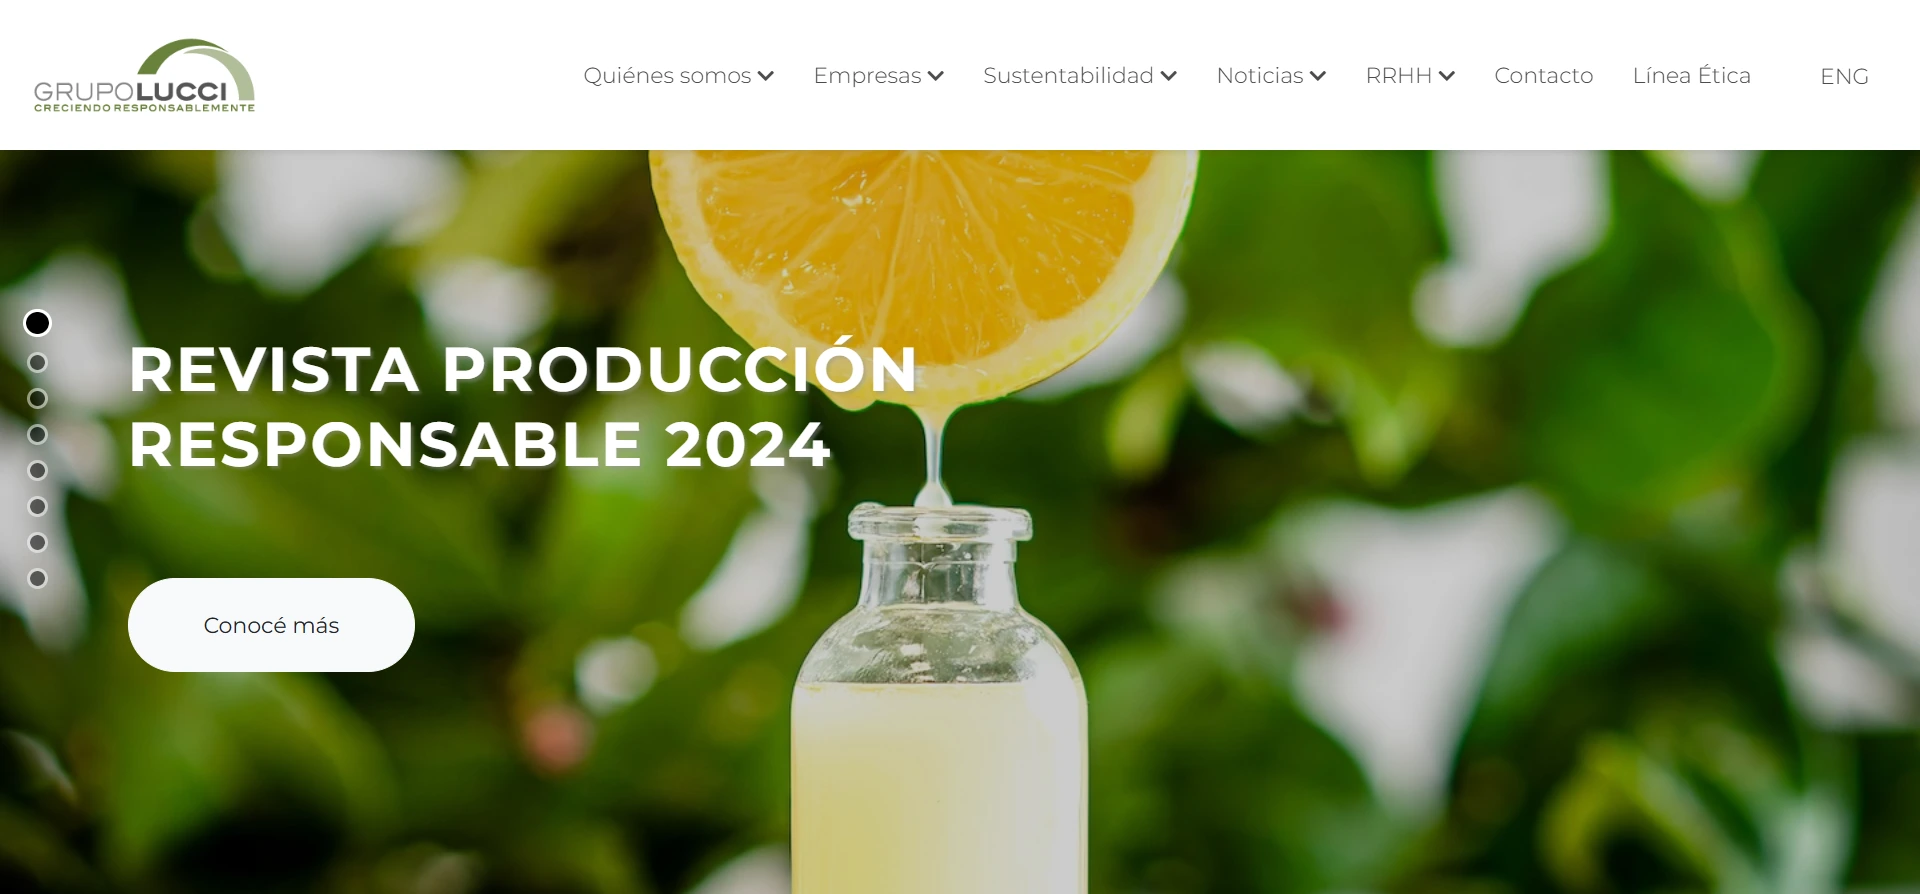 GRUPOLUCCI
CRECIENDO RESPONSABLEMENTE
Quiénes somos
Empresas
Sustentabilidad
Noticias
RRHH
Contacto
Línea Ética
ENG
REVISTA PRODUCCIÓN
RESPONSABLE 2024
Conocé más